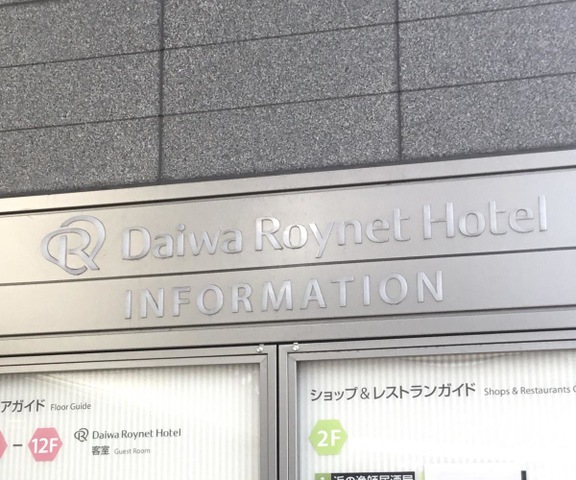 Daiwa Roynet Hotel
INFORMATION
アガイド Floor Guide
– 12F Daiwa Roynet Hotel
客室 Guest Room
ショップ&レストランガイド Shops & Restaurants
2F